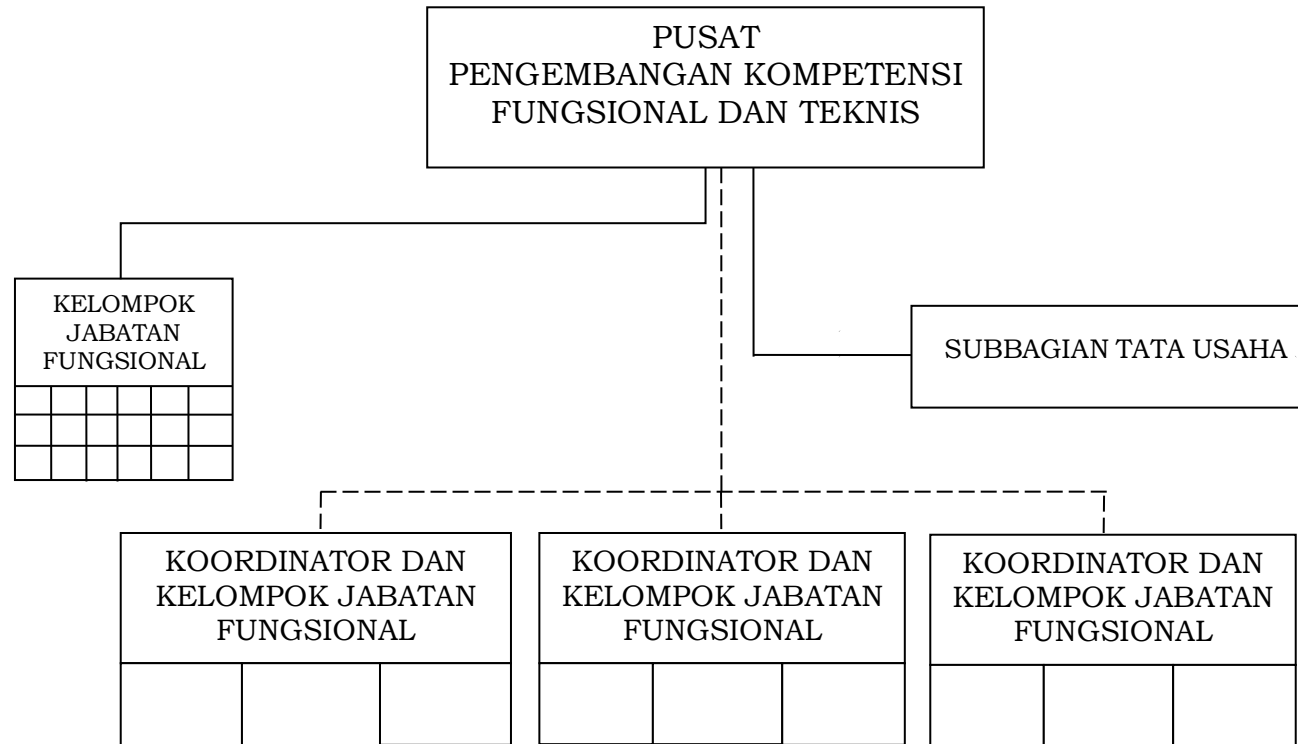 PUSAT
PENGEMBANGAN KOMPETENSI
FUNGSIONAL DAN TEKNIS
KELOMPOK
JABATAN
FUNGSIONAL
SUBBAGIAN TATA USAHA
KOORDINATOR DAN
KELOMPOK JABATAN
FUNGSIONAL
KOORDINATOR DAN
KELOMPOK JABATAN
FUNGSIONAL
KOORDINATOR DAN
KELOMPOK JABATAN
FUNGSIONAL